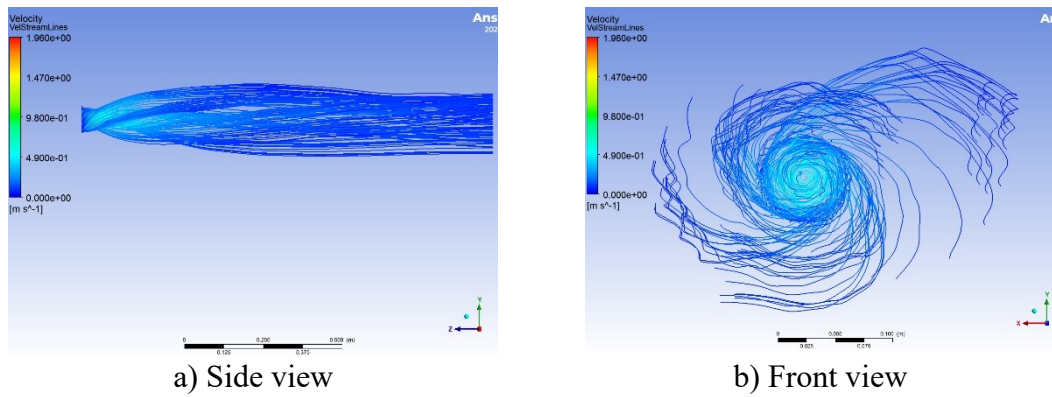 Velocity
VelStreamLines
1.960e+00
1.470e+00
9.800e-01
4.900e-01
0.000e+00
[m s^-1]
Ans
202
Y
Z
0
0.250
0.500 (m)
0.125
0.375
a) Side view
Velocity
VelStreamLines
1.960e+00
1.470e+00
9.800e-01
4.900e-01
0.000e+00
[m s^-1]
An
Y
X
0
0.050
0.100 (m)
0.025
0.075
b) Front view